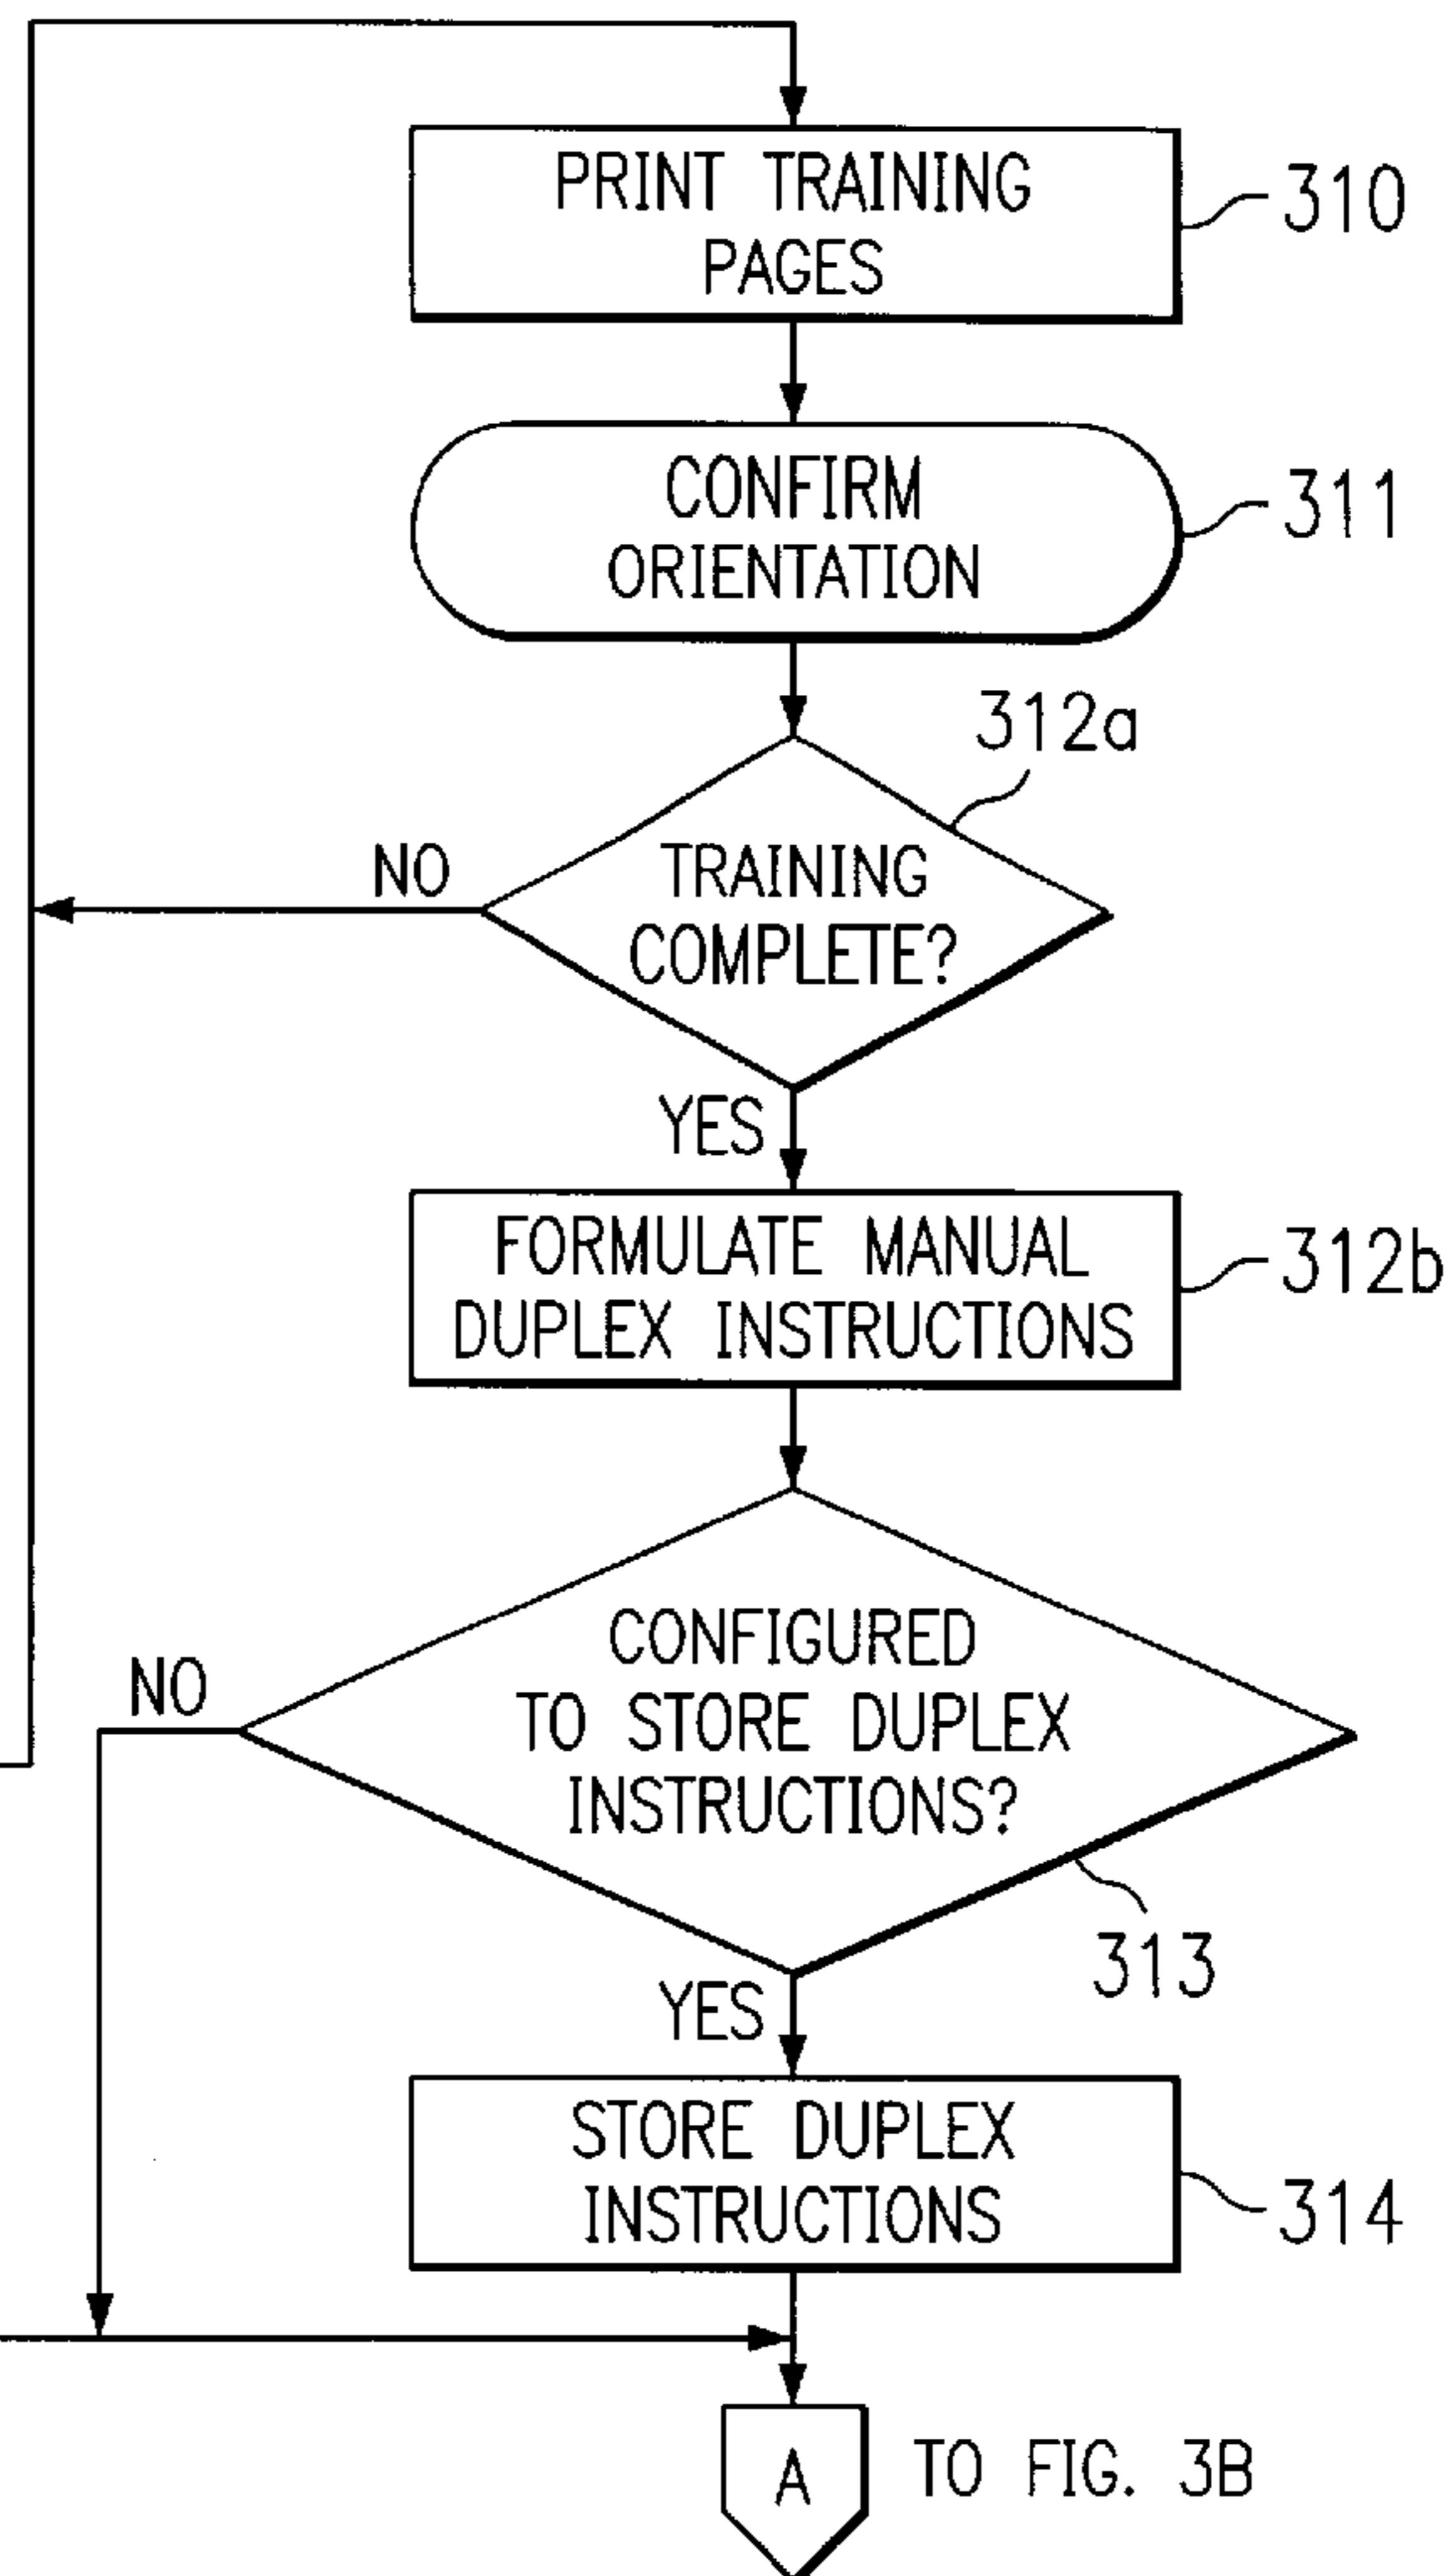 PRINT TRAINING
PAGES
310
CONFIRM
ORIENTATION
311
312a
TRAINING
COMPLETE?
NO
YES
FORMULATE MANUAL
DUPLEX INSTRUCTIONS
312b
CONFIGURED
TO STORE DUPLEX
INSTRUCTIONS?
NO
313
YES
STORE DUPLEX
INSTRUCTIONS
314
A
TO FIG. 3B